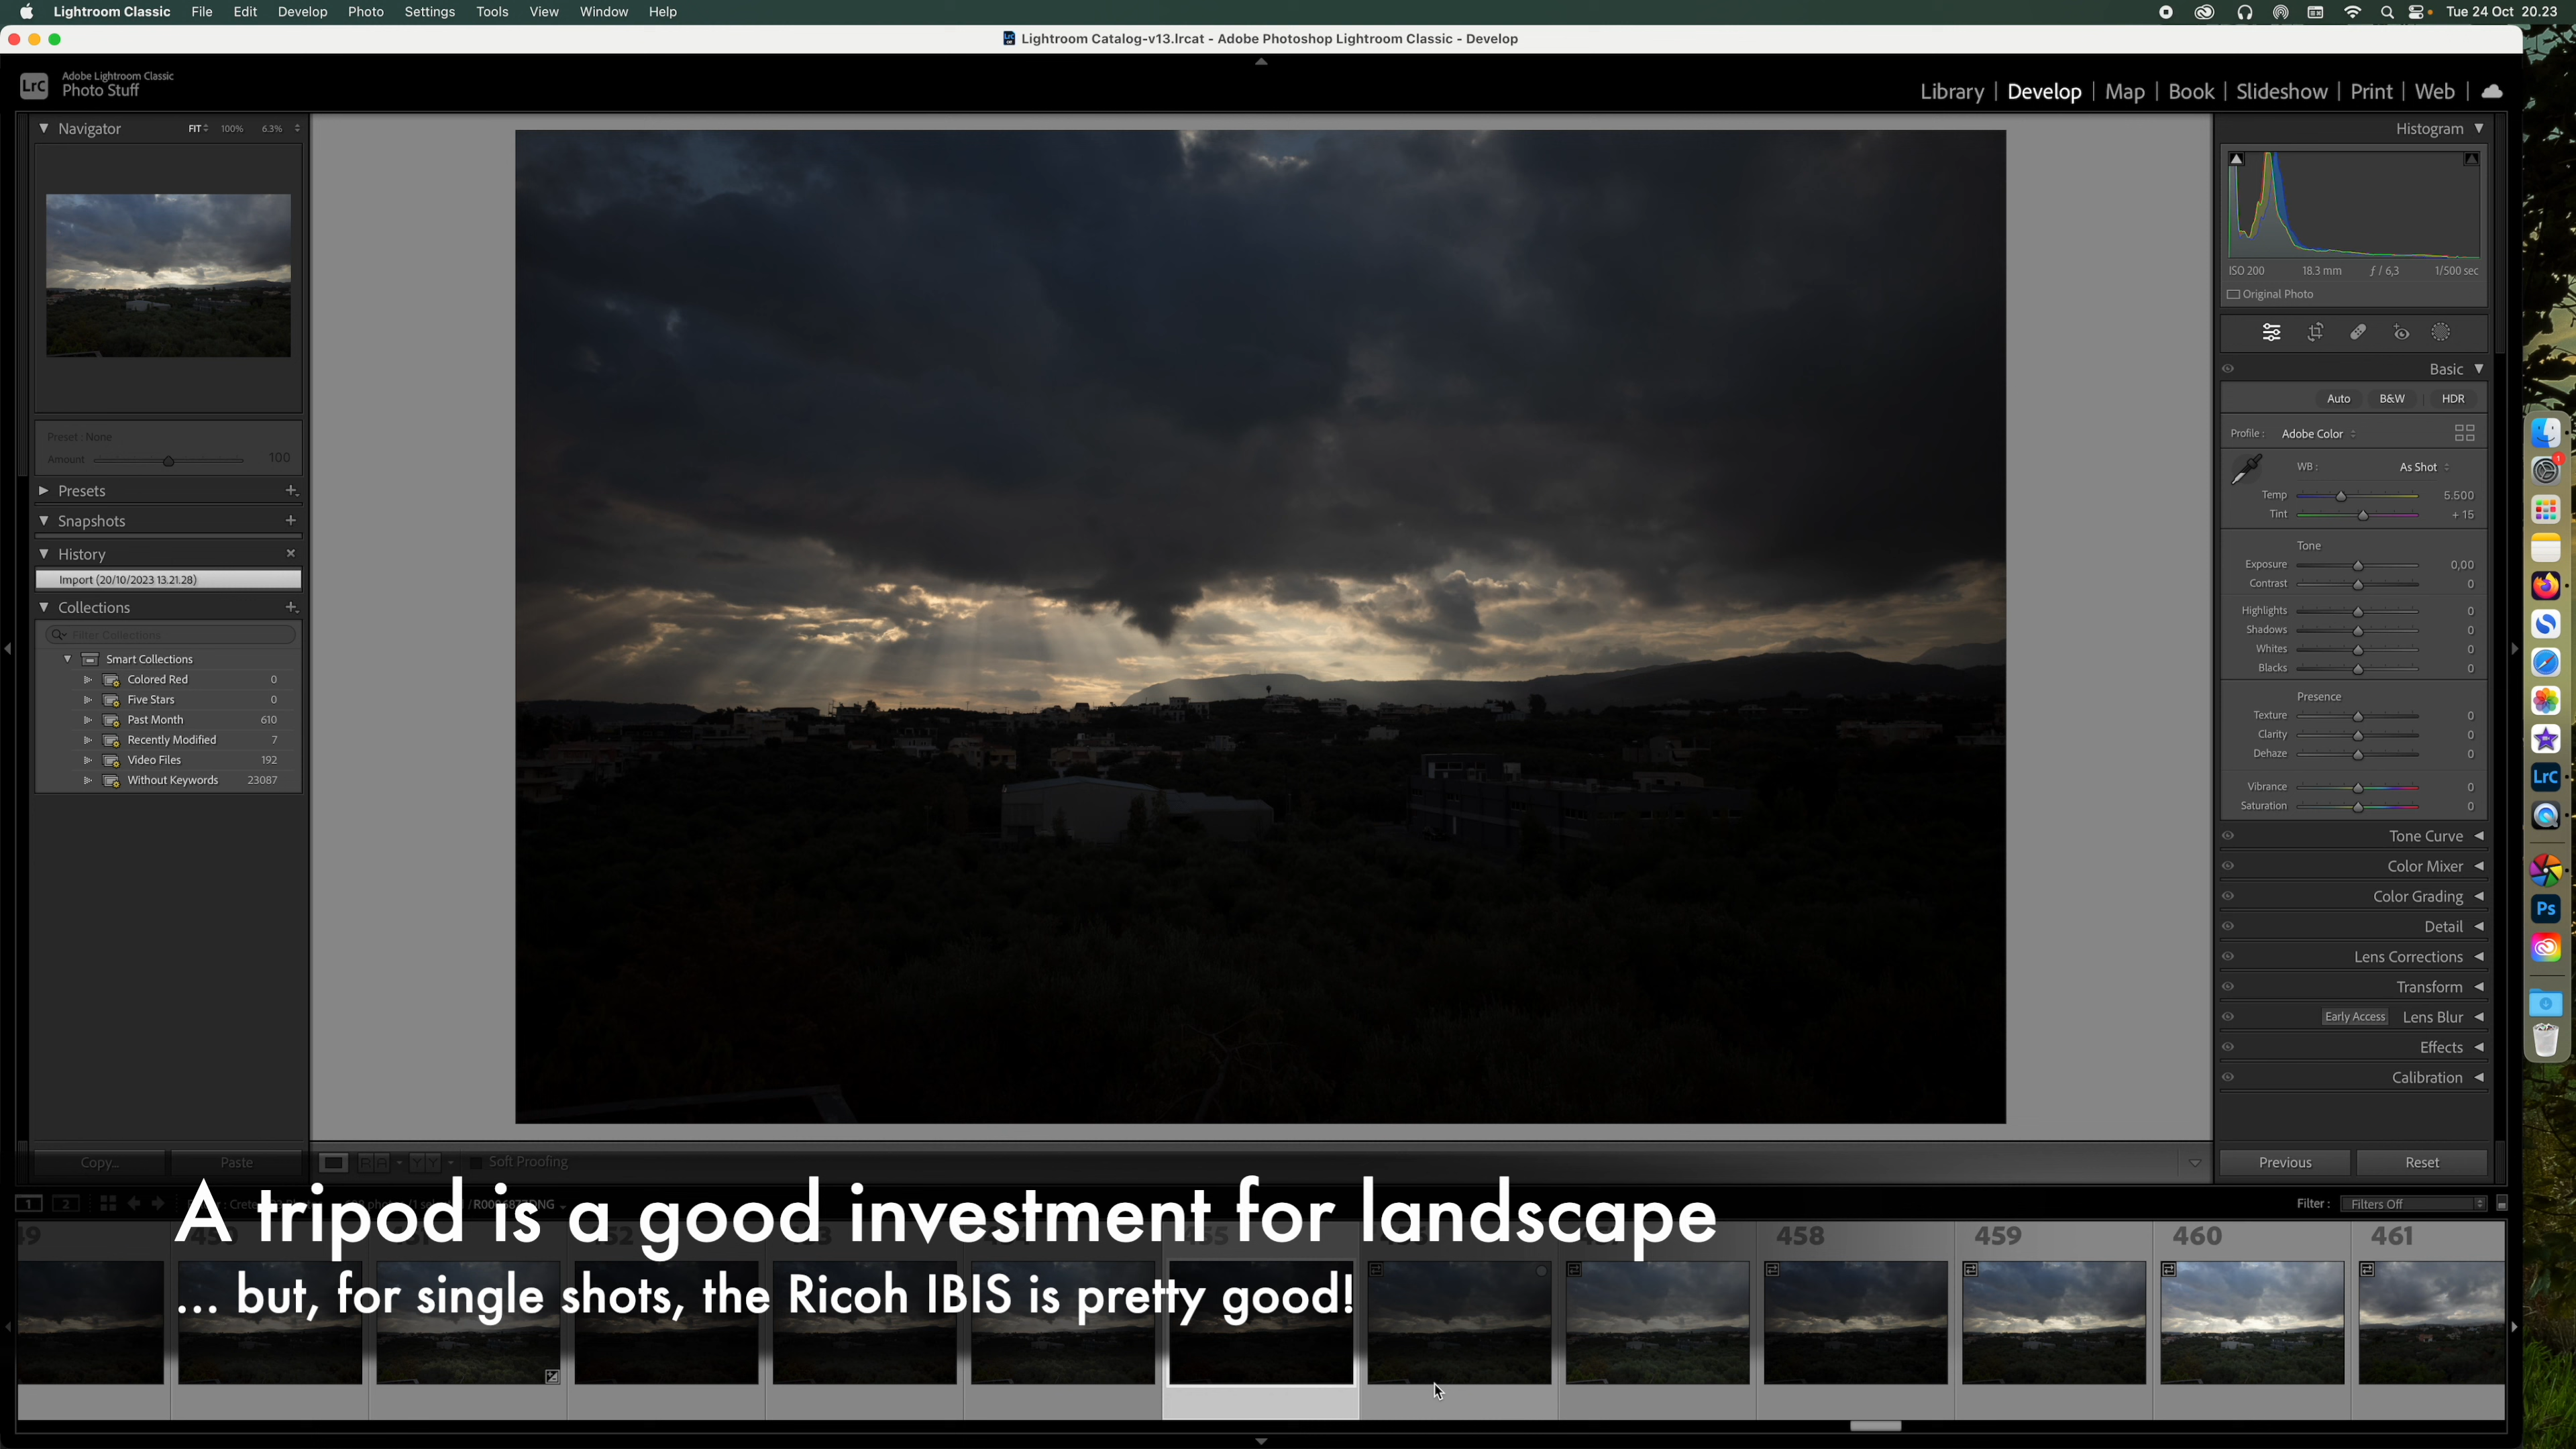 Lightroom Classic File Edit Develop Photo Settings Tools View Window Help Tue 24 Oct 20.23
Lightroom Catalog-v13.lrcat - Adobe Photoshop Lightroom Classic - Develop
LrC Adobe Lightroom Classic
Photo Stuff
Library | Develop | Map | Book | Slideshow | Print | Web
Navigator FIT 100% 6.3%
Preset : None
Amount 100
Presets
Snapshots
History
Import (20/10/2023 13.21.28)
Collections
Filter Collections
Smart Collections
Colored Red 0
Five Stars 0
Past Month 610
Recently Modified 7
Video Files 192
Without Keywords 23087
Copy... Paste
Soft Proofing
Histogram
ISO 200 18.3 mm ƒ / 6,3 1/500 sec
Original Photo
Basic
Auto B&W HDR
Profile : Adobe Color
WB : As Shot
Temp 5.500
Tint + 15
Tone
Exposure 0,00
Contrast 0
Highlights 0
Shadows 0
Whites 0
Blacks 0
Presence
Texture 0
Clarity 0
Dehaze 0
Vibrance 0
Saturation 0
Tone Curve
Color Mixer
Color Grading
Detail
Lens Corrections
Transform
Early Access Lens Blur
Effects
Calibration
Previous Reset
1
LrC
Ps
1 2
Filter : Filters Off
A tripod is a good investment for landscape
... but, for single shots, the Ricoh IBIS is pretty good!
458 459 460 461